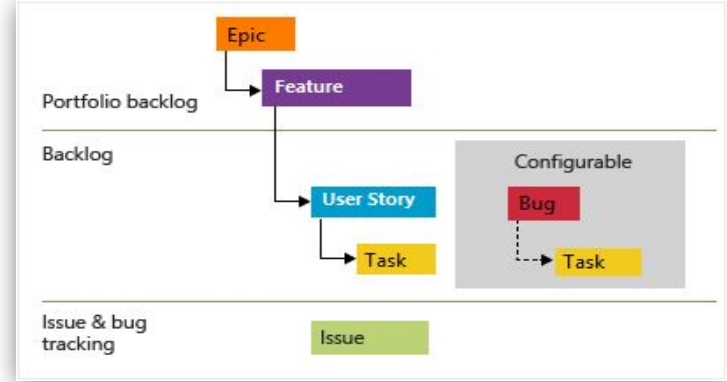 Epic
Feature
Portfolio backlog
Backlog
Configurable
User Story
Bug
Task
Task
Issue & bug
tracking
Issue